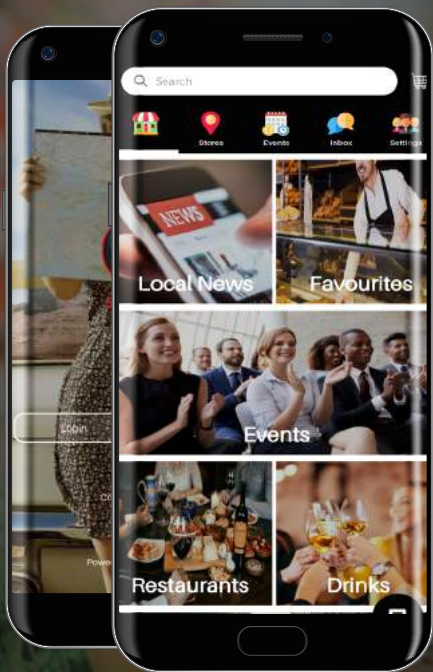 Search
Stores Events Inbox Settings
NEWS
Local News Favourites
Events
Login
Restaurants Drinks